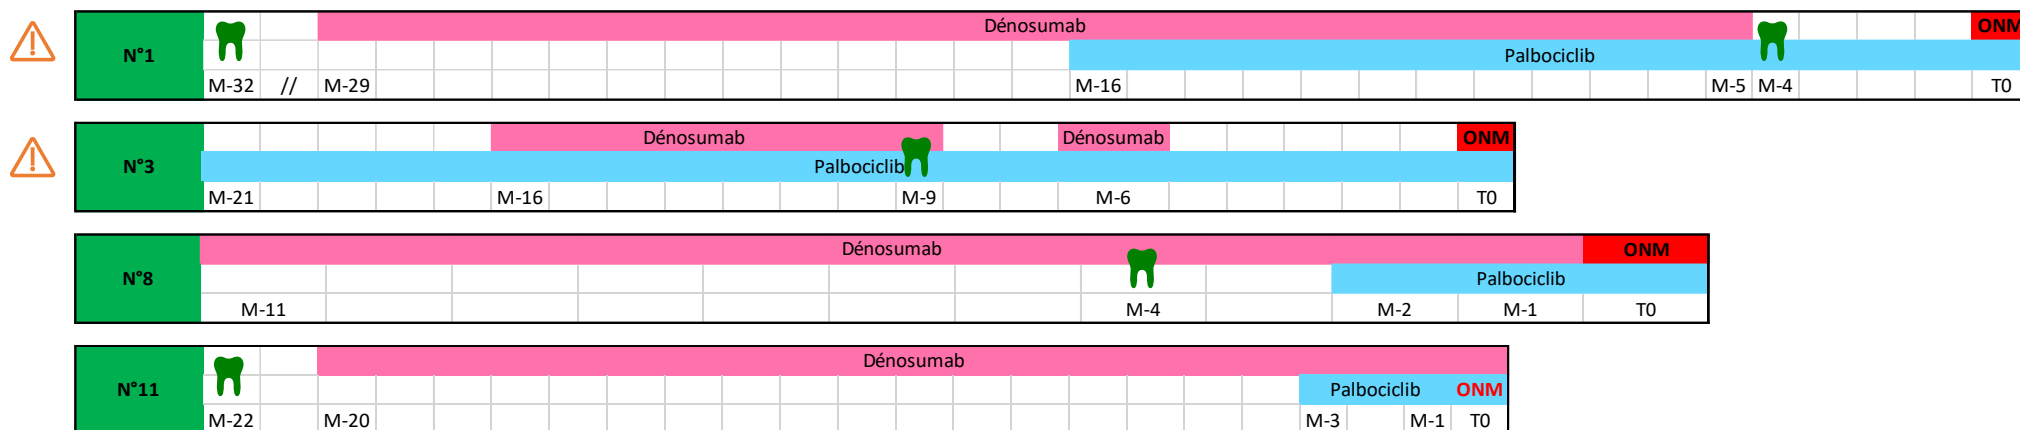 Dénosumab ONM
N°1 Palbociclib
M-32 // M-29 M-16 M-5 M-4 T0
Dénosumab Dénosumab ONM
N°3 Palbociclib
M-21 M-16 M-9 M-6 T0
Dénosumab ONM
N°8 Palbociclib
M-11 M-4 M-2 M-1 T0
Dénosumab
N°11 Palbociclib ONM
M-22 M-20 M-3 M-1 T0